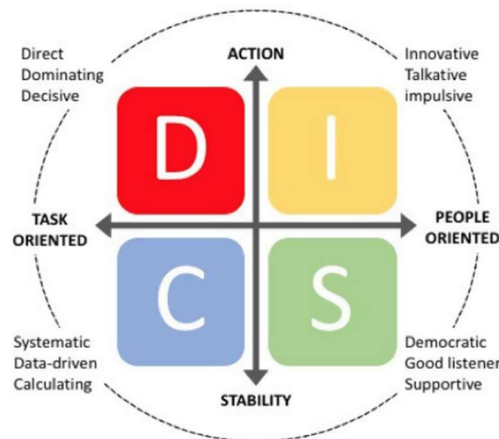 Direct
Dominating
Decisive
ACTION
Innovative
Talkative
impulsive
D
I
TASK
ORIENTED
PEOPLE
ORIENTED
C
S
Systematic
Data-driven
Calculating
STABILITY
Democratic
Good listener
Supportive